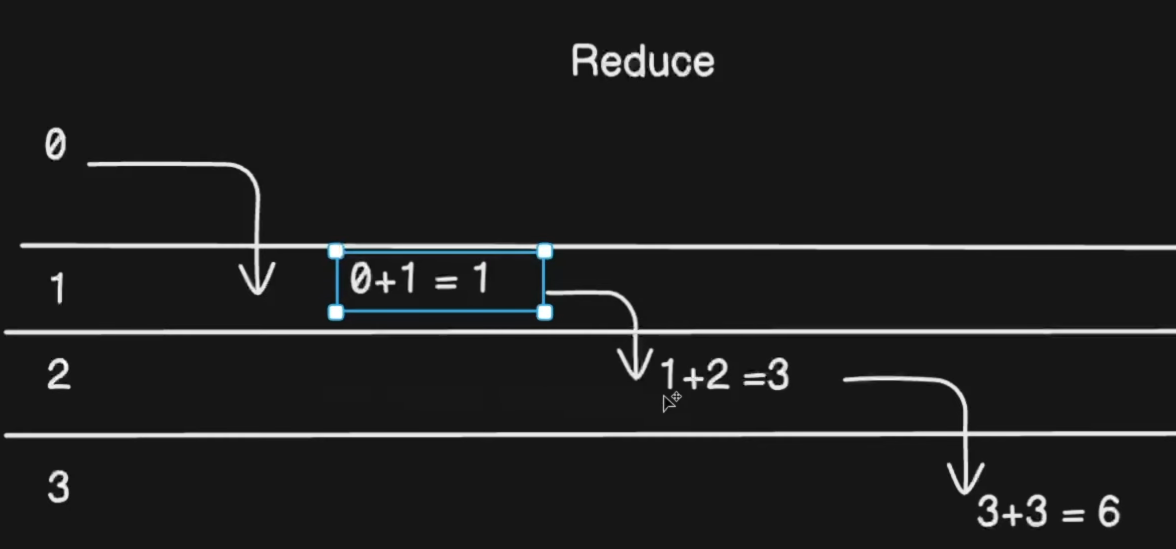 Reduce
0
1 0+1 = 1
2 1+2 =3
3
3+3 = 6